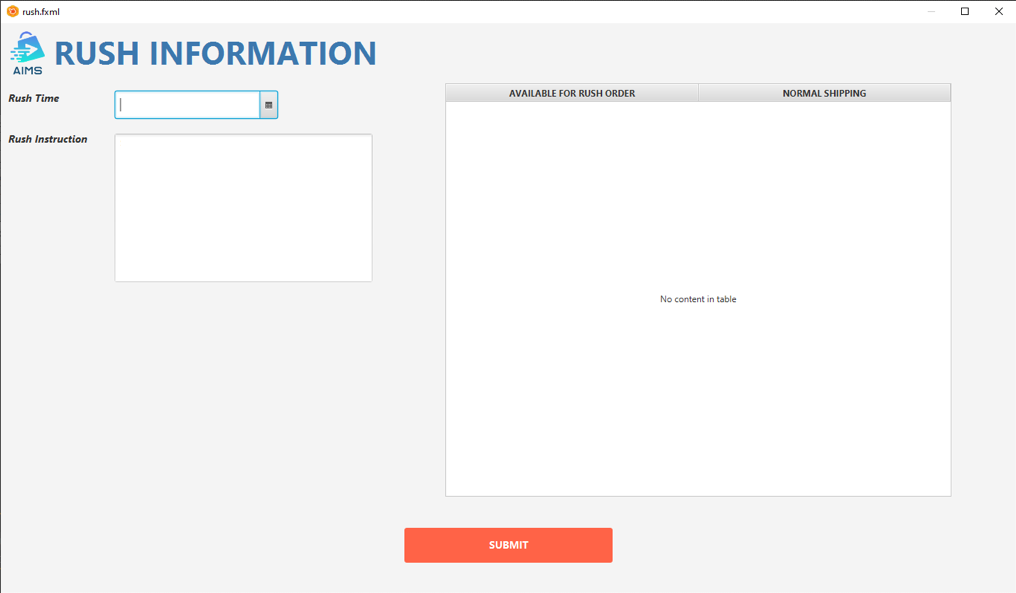 rush.fxml
AIMS
RUSH INFORMATION
Rush Time
Rush Instruction
AVAILABLE FOR RUSH ORDER
NORMAL SHIPPING
No content in table
SUBMIT